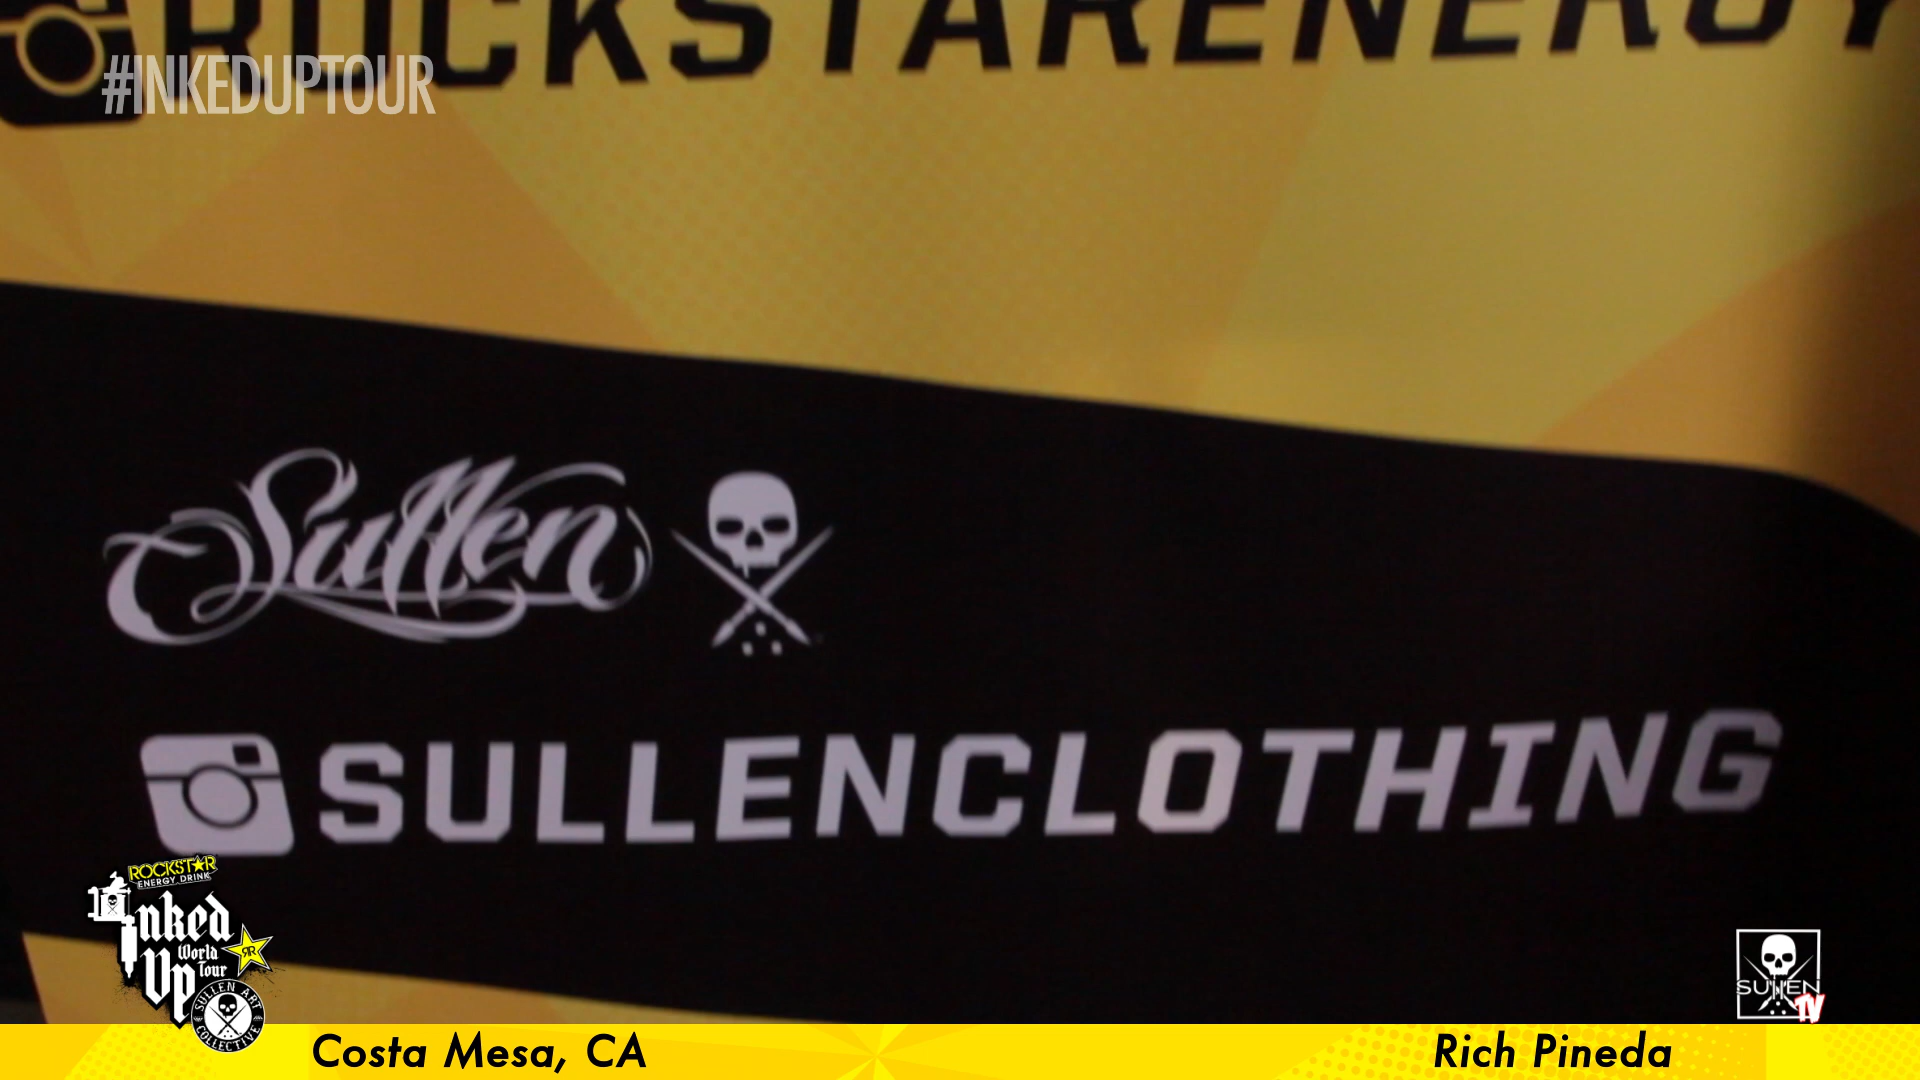 ROCKSTARENERGY
#INKEDUPTOUR
Sullen
SULLENCLOTHING
ROCKSTAR
ENERGY DRINK
Inked
Up
World
Tour
SULLEN ART
COLLECTIVE
SULLEN
TV
Costa Mesa, CA
Rich Pineda